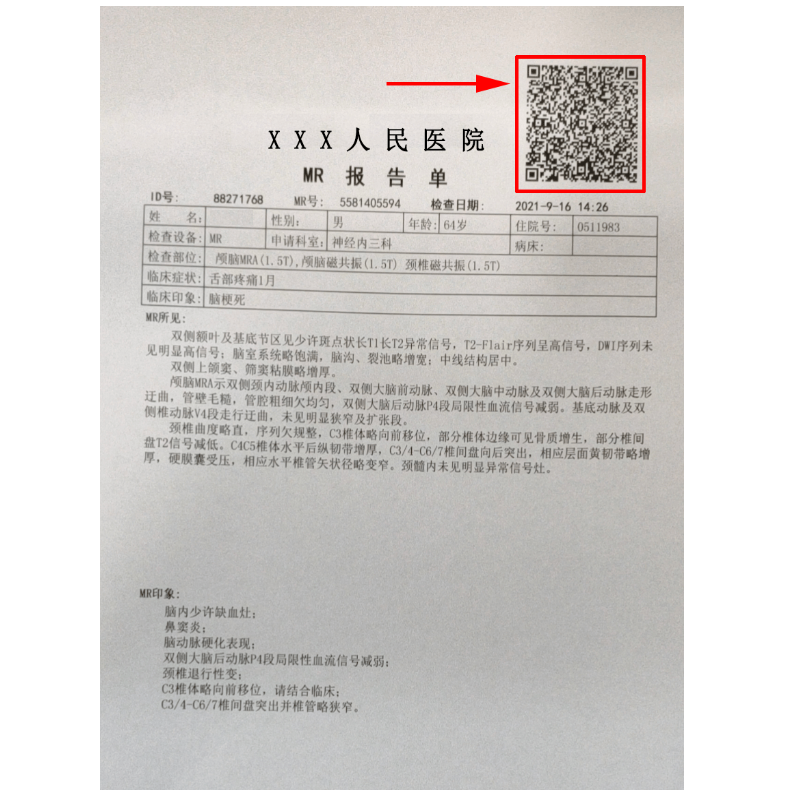 XXX人民医院
MR 报 告 单
ID号: 88271768 MR号: 5581405594 检查日期: 2021-9-16 14:26
姓 名: 性别: 男 年龄: 64岁 住院号: 0511983
检查设备: MR 申请科室: 神经内三科 病床:
检查部位: 颅脑MRA(1.5T),颅脑磁共振(1.5T) 颈椎磁共振(1.5T)
临床症状: 舌部疼痛1月
临床印象: 脑梗死
MR所见:
双侧额叶及基底节区见少许斑点状长T1长T2异常信号, T2-Flair序列呈高信号, DWI序列未
见明显高信号; 脑室系统略饱满, 脑沟、裂池略增宽; 中线结构居中。
双侧上颌窦、筛窦粘膜略增厚。
颅脑MRA示双侧颈内动脉颅内段、双侧大脑前动脉、双侧大脑中动脉及双侧大脑后动脉走形
迂曲, 管壁毛糙, 管腔粗细欠均匀, 双侧大脑后动脉P4段局限性血流信号减弱。基底动脉及双
侧椎动脉V4段走行迂曲, 未见明显狭窄及扩张段。
颈椎曲度略直, 序列欠规整, C3椎体略向前移位, 部分椎体边缘可见骨质增生, 部分椎间
盘T2信号减低。C4C5椎体水平后纵韧带增厚, C3/4-C6/7椎间盘向后突出, 相应层面黄韧带略增
厚, 硬膜囊受压, 相应水平椎管矢状径略变窄。颈髓内未见明显异常信号灶。
MR印象:
脑内少许缺血灶;
鼻窦炎;
脑动脉硬化表现;
双侧大脑后动脉P4段局限性血流信号减弱;
颈椎退行性变;
C3椎体略向前移位, 请结合临床;
C3/4-C6/7椎间盘突出并椎管略狭窄。